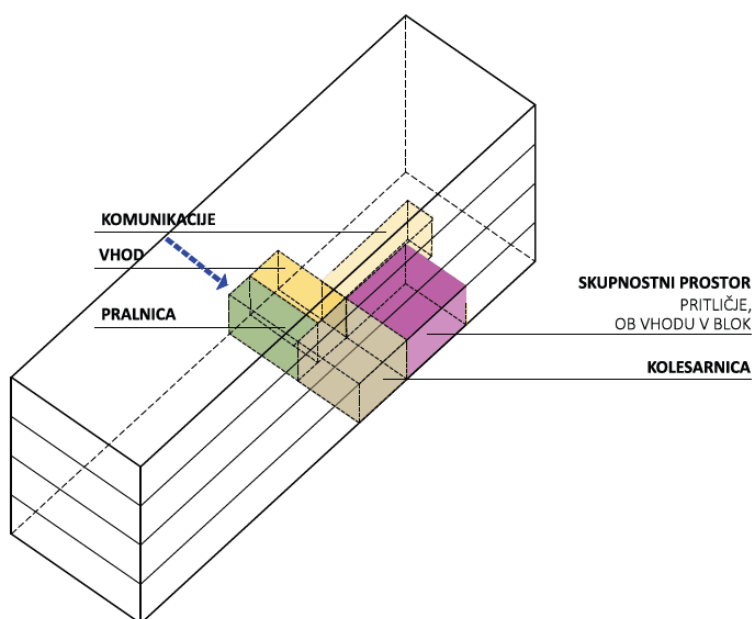 KOMUNIKACIJE
VHOD
PRALNICA
SKUPNOSTNI PROSTOR
PRITLIČJE,
OB VHODU V BLOK
KOLESARNICA